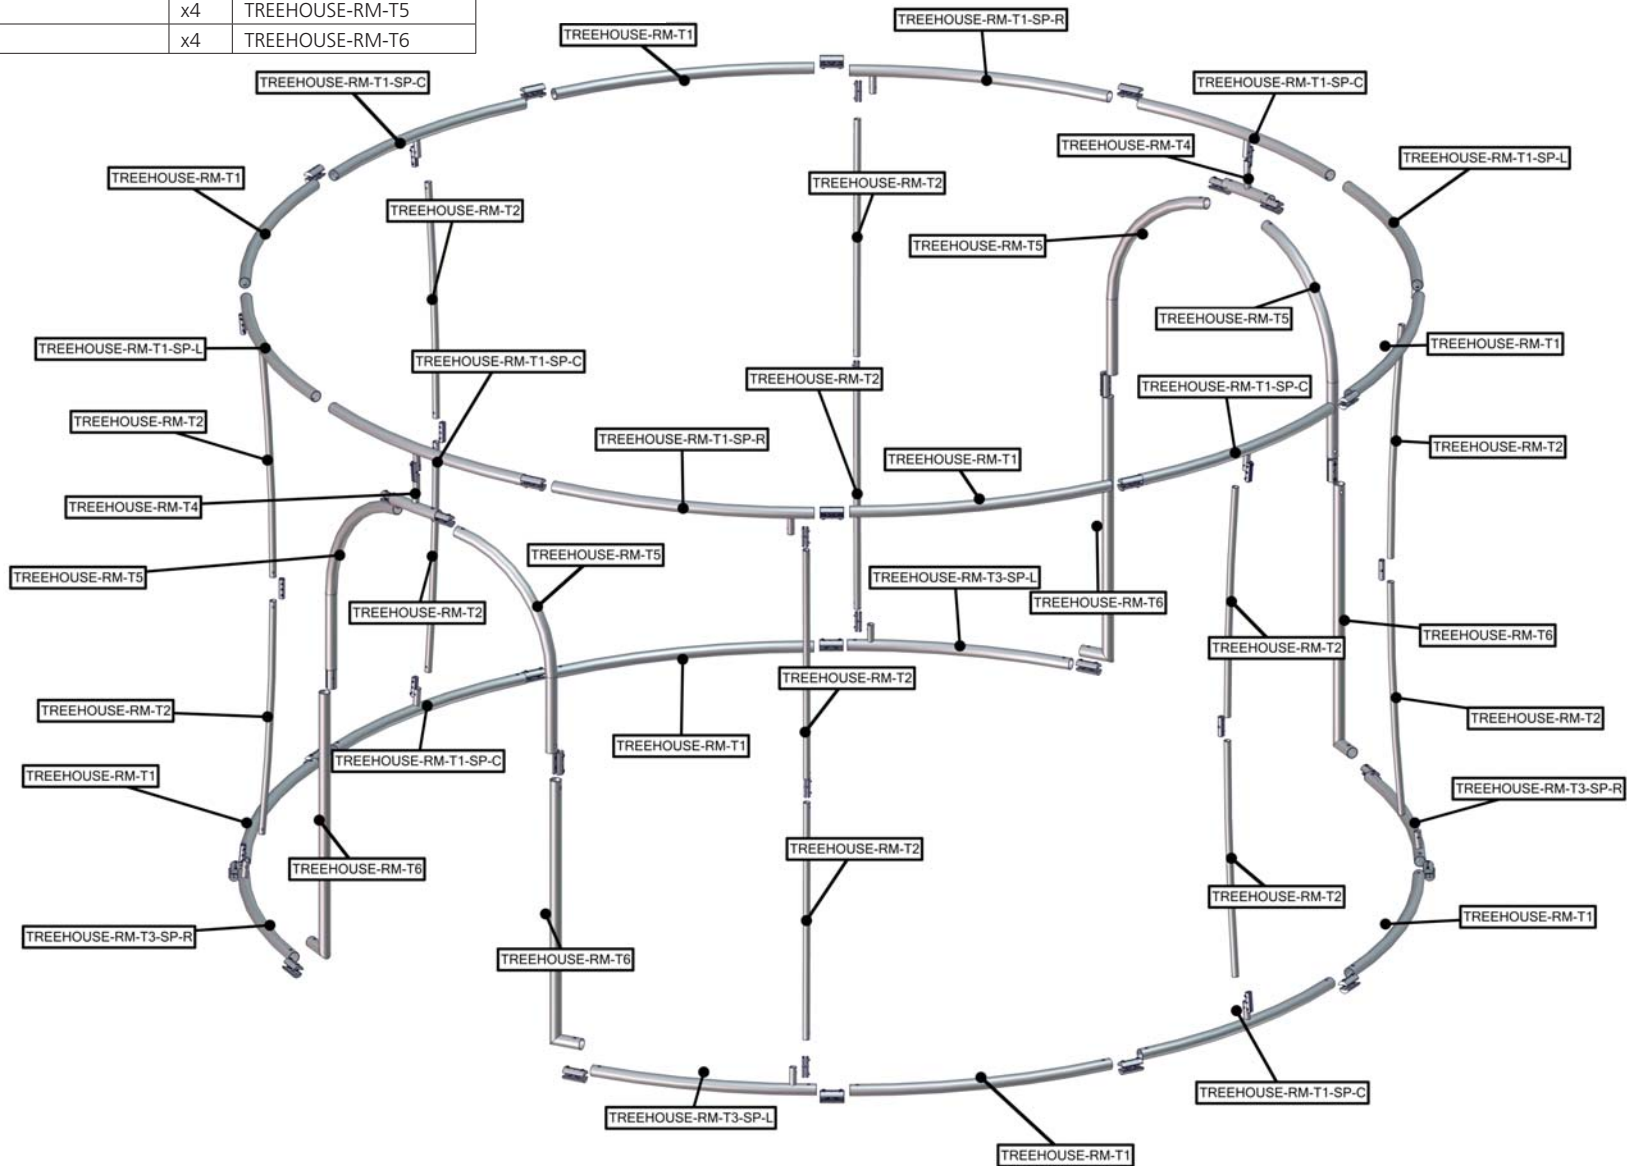 x4 TREEHOUSE-RM-T5
x4 TREEHOUSE-RM-T6
TREEHOUSE-RM-T1-SP-R
TREEHOUSE-RM-T1
TREEHOUSE-RM-T1-SP-C
TREEHOUSE-RM-T1-SP-C
TREEHOUSE-RM-T4
TREEHOUSE-RM-T1-SP-L
TREEHOUSE-RM-T1
TREEHOUSE-RM-T2
TREEHOUSE-RM-T2
TREEHOUSE-RM-T5
TREEHOUSE-RM-T5
TREEHOUSE-RM-T1-SP-L
TREEHOUSE-RM-T1
TREEHOUSE-RM-T1-SP-C
TREEHOUSE-RM-T2
TREEHOUSE-RM-T1-SP-C
TREEHOUSE-RM-T2
TREEHOUSE-RM-T1-SP-R
TREEHOUSE-RM-T2
TREEHOUSE-RM-T1
TREEHOUSE-RM-T4
TREEHOUSE-RM-T5
TREEHOUSE-RM-T5
TREEHOUSE-RM-T3-SP-L
TREEHOUSE-RM-T6
TREEHOUSE-RM-T2
TREEHOUSE-RM-T6
TREEHOUSE-RM-T2
TREEHOUSE-RM-T2
TREEHOUSE-RM-T2
TREEHOUSE-RM-T2
TREEHOUSE-RM-T1
TREEHOUSE-RM-T1-SP-C
TREEHOUSE-RM-T1
TREEHOUSE-RM-T3-SP-R
TREEHOUSE-RM-T2
TREEHOUSE-RM-T6
TREEHOUSE-RM-T2
TREEHOUSE-RM-T1
TREEHOUSE-RM-T3-SP-R
TREEHOUSE-RM-T6
TREEHOUSE-RM-T1-SP-C
TREEHOUSE-RM-T3-SP-L
TREEHOUSE-RM-T1